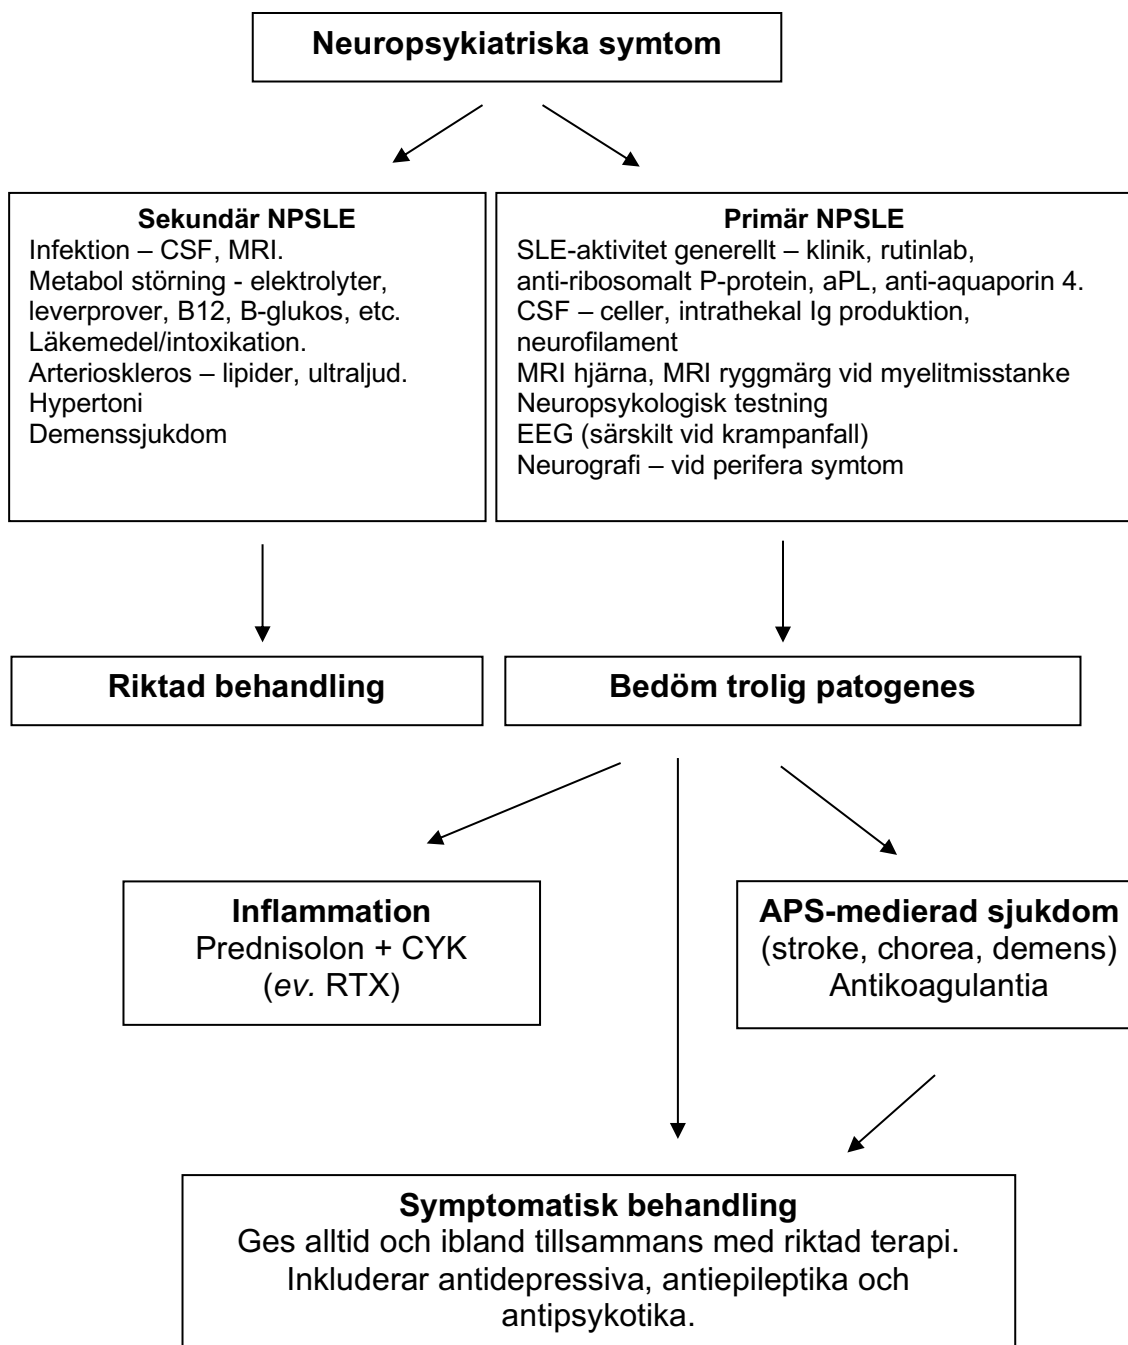 Neuropsykiatriska symtom
Sekundär NPSLE
Infektion – CSF, MRI.
Metabol störning - elektrolyter,
leverprover, B12, B-glukos, etc.
Läkemedel/intoxikation.
Arterioskleros – lipider, ultraljud.
Hypertoni
Demenssjukdom
Primär NPSLE
SLE-aktivitet generellt – klinik, rutinlab,
anti-ribosomalt P-protein, aPL, anti-aquaporin 4.
CSF – celler, intrathekal Ig produktion,
neurofilament
MRI hjärna, MRI ryggmärg vid myelitmisstanke
Neuropsykologisk testning
EEG (särskilt vid krampanfall)
Neurografi – vid perifera symtom
Riktad behandling
Bedöm trolig patogenes
Inflammation
Prednisolon + CYK
(ev. RTX)
APS-medierad sjukdom
(stroke, chorea, demens)
Antikoagulantia
Symptomatisk behandling
Ges alltid och ibland tillsammans med riktad terapi.
Inkluderar antidepressiva, antiepileptika och
antipsykotika.